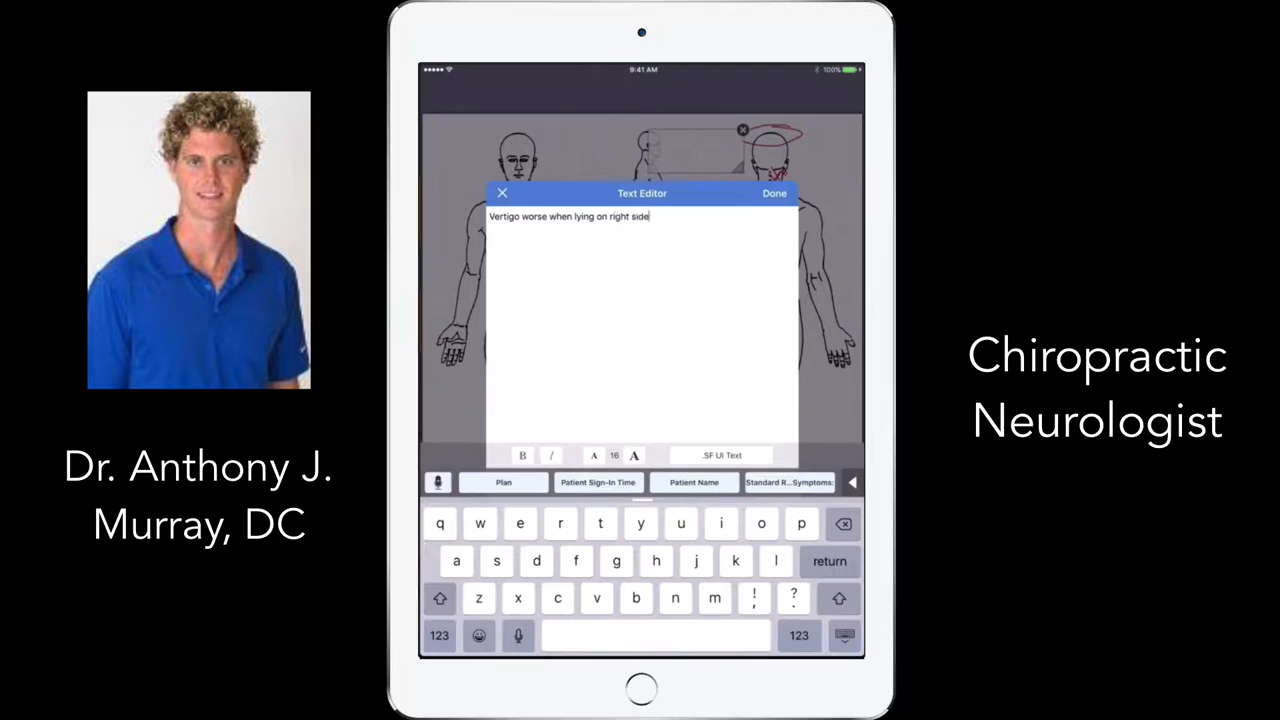 9:41 AM
100%
Text Editor
Done
Vertigo worse when lying on right side
B I A 16 A .SF UI Text
Plan
Patient Sign-In Time
Patient Name
Standard R...Symptoms:
q w e r t y u i o p
a s d f g h j k l return
z x c v b n m ! , ? .
123 123
Dr. Anthony J.
Murray, DC
Chiropractic
Neurologist